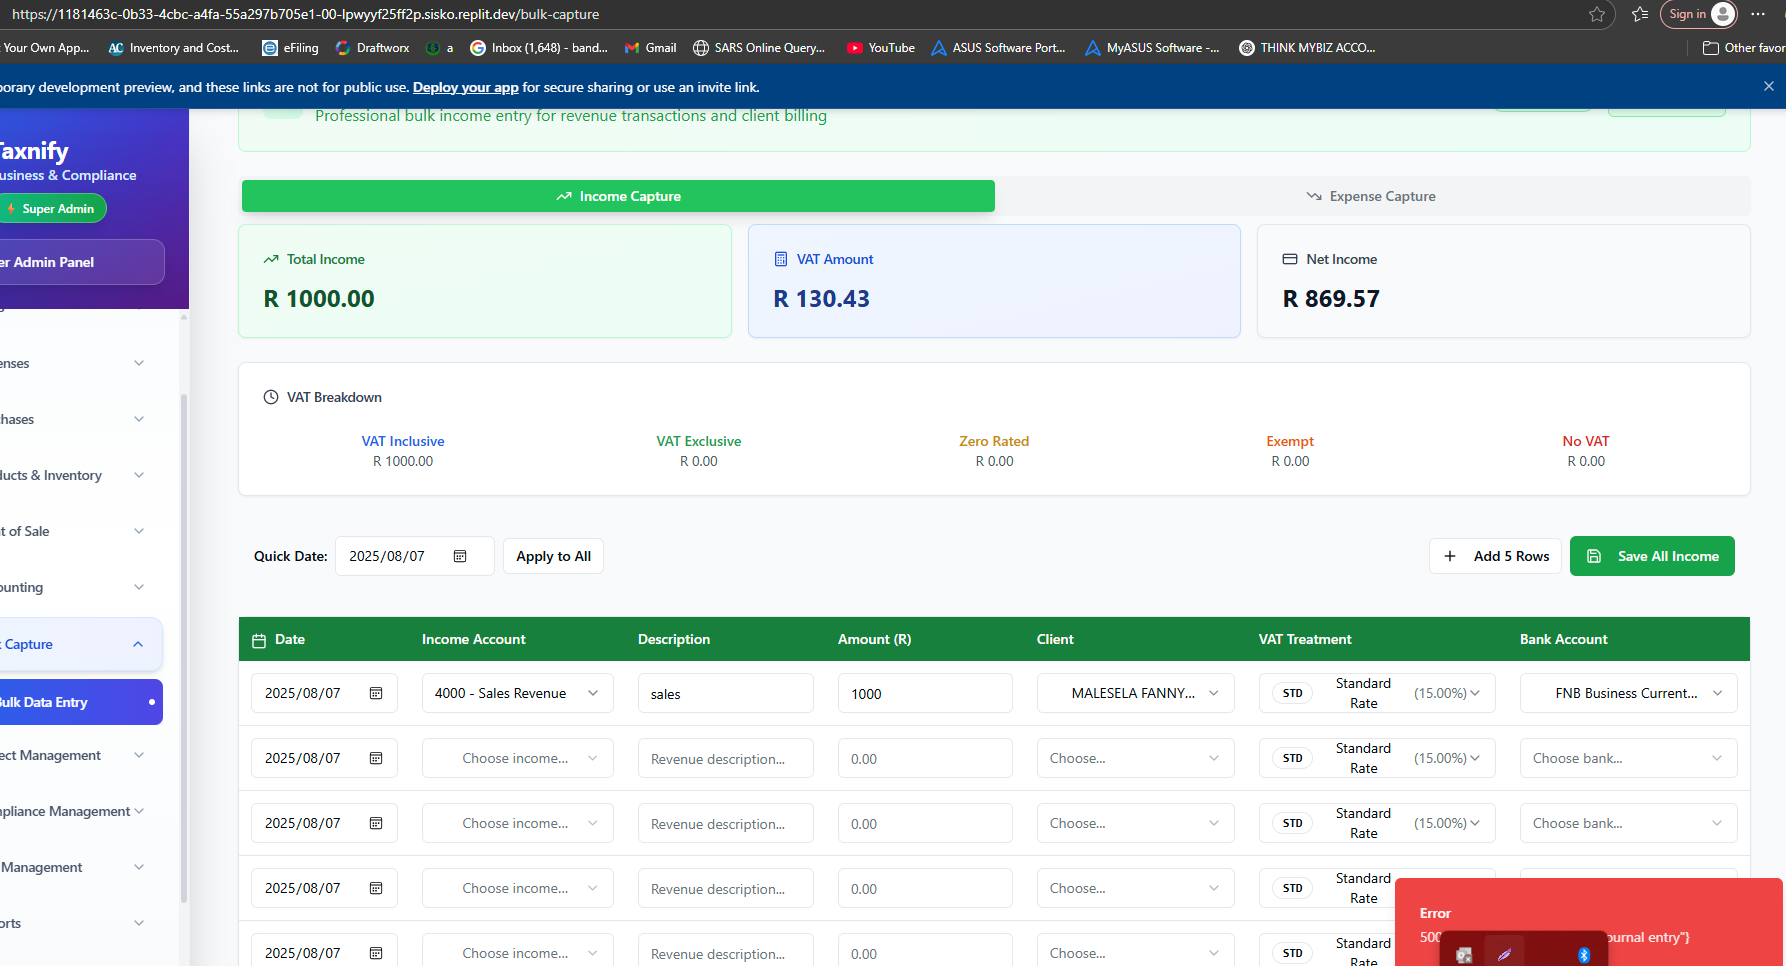 https://1181463c-0b33-4cbc-a4fa-55a297b705e1-00-lpwyyf25ff2p.sisko.replit.dev/bulk-capture
Sign in
Your Own App...
Inventory and Cost...
eFiling
Draftworx
a
Inbox (1,648) - band...
Gmail
SARS Online Query...
YouTube
ASUS Software Port...
MyASUS Software -...
THINK MYBIZ ACCO...
Other favor
porary development preview, and these links are not for public use. Deploy your app for secure sharing or use an invite link.
Taxnify
usiness & Compliance
Super Admin
er Admin Panel
enses
chases
ducts & Inventory
t of Sale
ounting
Capture
Bulk Data Entry
ect Management
mpliance Management
Management
orts
Professional bulk income entry for revenue transactions and client billing
Income Capture
Expense Capture
Total Income
R 1000.00
VAT Amount
R 130.43
Net Income
R 869.57
VAT Breakdown
VAT Inclusive
R 1000.00
VAT Exclusive
R 0.00
Zero Rated
R 0.00
Exempt
R 0.00
No VAT
R 0.00
Quick Date: 2025/08/07 Apply to All
Add 5 Rows
Save All Income
Date Income Account Description Amount (R) Client VAT Treatment Bank Account
2025/08/07 4000 - Sales Revenue sales 1000 MALESELA FANNY... STD Standard Rate (15.00%) FNB Business Current...
2025/08/07 Choose income... Revenue description... 0.00 Choose... STD Standard Rate (15.00%) Choose bank...
2025/08/07 Choose income... Revenue description... 0.00 Choose... STD Standard Rate (15.00%) Choose bank...
2025/08/07 Choose income... Revenue description... 0.00 Choose... STD Standard Rate
2025/08/07 Choose income... Revenue description... 0.00 Choose... STD Standard Rate
Error
500 ournal entry"}